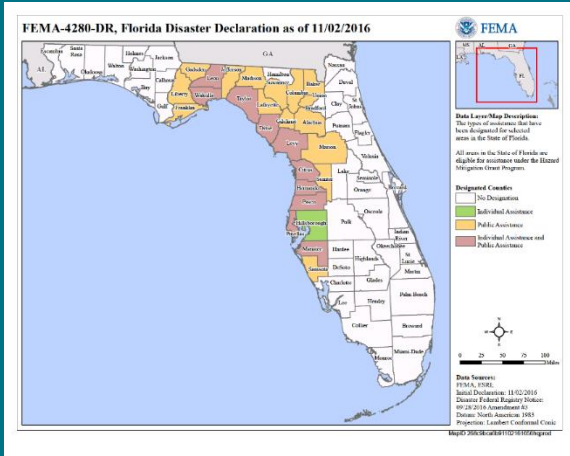 FEMA-4280-DR, Florida Disaster Declaration as of 11/02/2016
FEMA
GA
AL
Escambia
Santa
Rosa
Okaloosa
Walton
Holmes
Washington
Jackson
Bay
Calhoun
Gulf
Liberty
Gadsden
Franklin
Leon
Wakulla
Jefferson
Madison
Taylor
Hamilton
Suwannee
Lafayette
Columbia
Baker
Union
Bradford
Nassau
Duval
Clay
St
Johns
Putnam
Alachua
Gilchrist
Dixie
Levy
Marion
Flagler
Volusia
Citrus
Sumter
Lake
Hernando
Seminole
Orange
Brevard
Pasco
Osceola
Hillsborough
Pinellas
Polk
Indian
River
Manatee
Hardee
Okeechobee
Highlands
St
Lucie
Sarasota
DeSoto
Martin
Charlotte
Glades
Lee
Hendry
Palm Beach
Collier
Broward
Monroe
Miami-Dade
MS
AL
GA
FL
Data Layer/Map Description:
The types of assistance that have
been designated for selected
areas in the State of Florida.
All areas in the State of Florida are
eligible for assistance under the Hazard
Mitigation Grant Program.
Designated Counties
No Designation
Individual Assistance
Public Assistance
Individual Assistance and
Public Assistance
N
W
E
S
0 25 50 75 100
Miles
Data Sources:
FEMA, ESRI,
Initial Declaration: 11/02/2016
Disaster Federal Registry Notice:
09/28/2016 Amendment #3
Datum: North American 1983
Projection: Lambert Conformal Conic